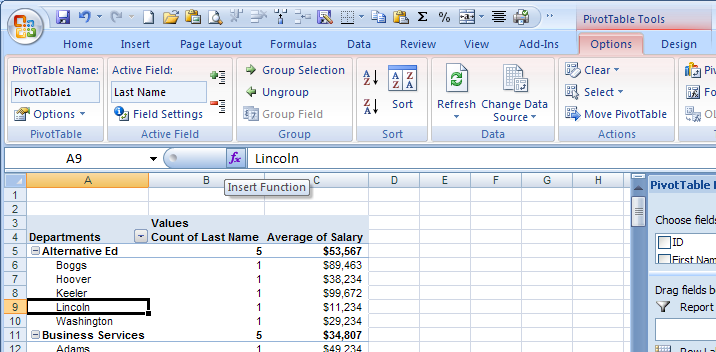 PivotTable Tools
Home Insert Page Layout Formulas Data Review View Add-Ins Options Design
PivotTable Name: Active Field: Group Selection Clear
PivotTable1 Last Name Ungroup Sort Refresh Change Data Source Select
Options Field Settings Group Field Move PivotTable
PivotTable Active Field Group Sort Data Actions
A9 fx Lincoln
Insert Function
A B C D E F G H
PivotTable
1
2
3 Values
Choose fields
4 Departments Count of Last Name Average of Salary
ID
5 Alternative Ed 5 $53,567
First Name
6 Boggs 1 $89,463
7 Hoover 1 $38,234
8 Keeler 1 $99,672
Drag fields b
9 Lincoln 1 $11,234
Report
10 Washington 1 $29,234
11 Business Services 5 $34,807
12 Adams 1 $49,234